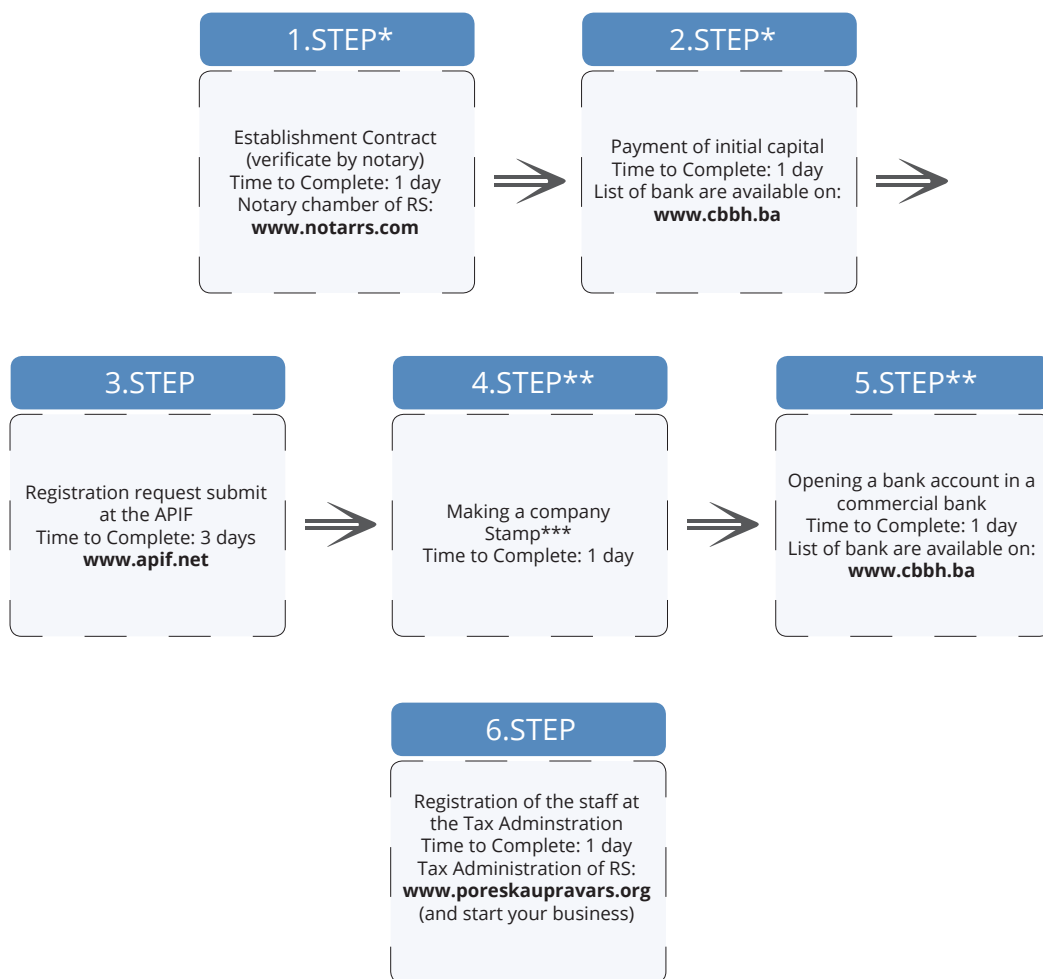 1.STEP*
Establishment Contract
(verificate by notary)
Time to Complete: 1 day
Notary chamber of RS:
www.notarrs.com
2.STEP*
Payment of initial capital
Time to Complete: 1 day
List of bank are available on:
www.cbbh.ba
3.STEP
Registration request submit
at the APIF
Time to Complete: 3 days
www.apif.net
4.STEP**
Making a company
Stamp***
Time to Complete: 1 day
5.STEP**
Opening a bank account in a
commercial bank
Time to Complete: 1 day
List of bank are available on:
www.cbbh.ba
6.STEP
Registration of the staff at
the Tax Adminstration
Time to Complete: 1 day
Tax Administration of RS:
www.poreskaupravars.org
(and start your business)